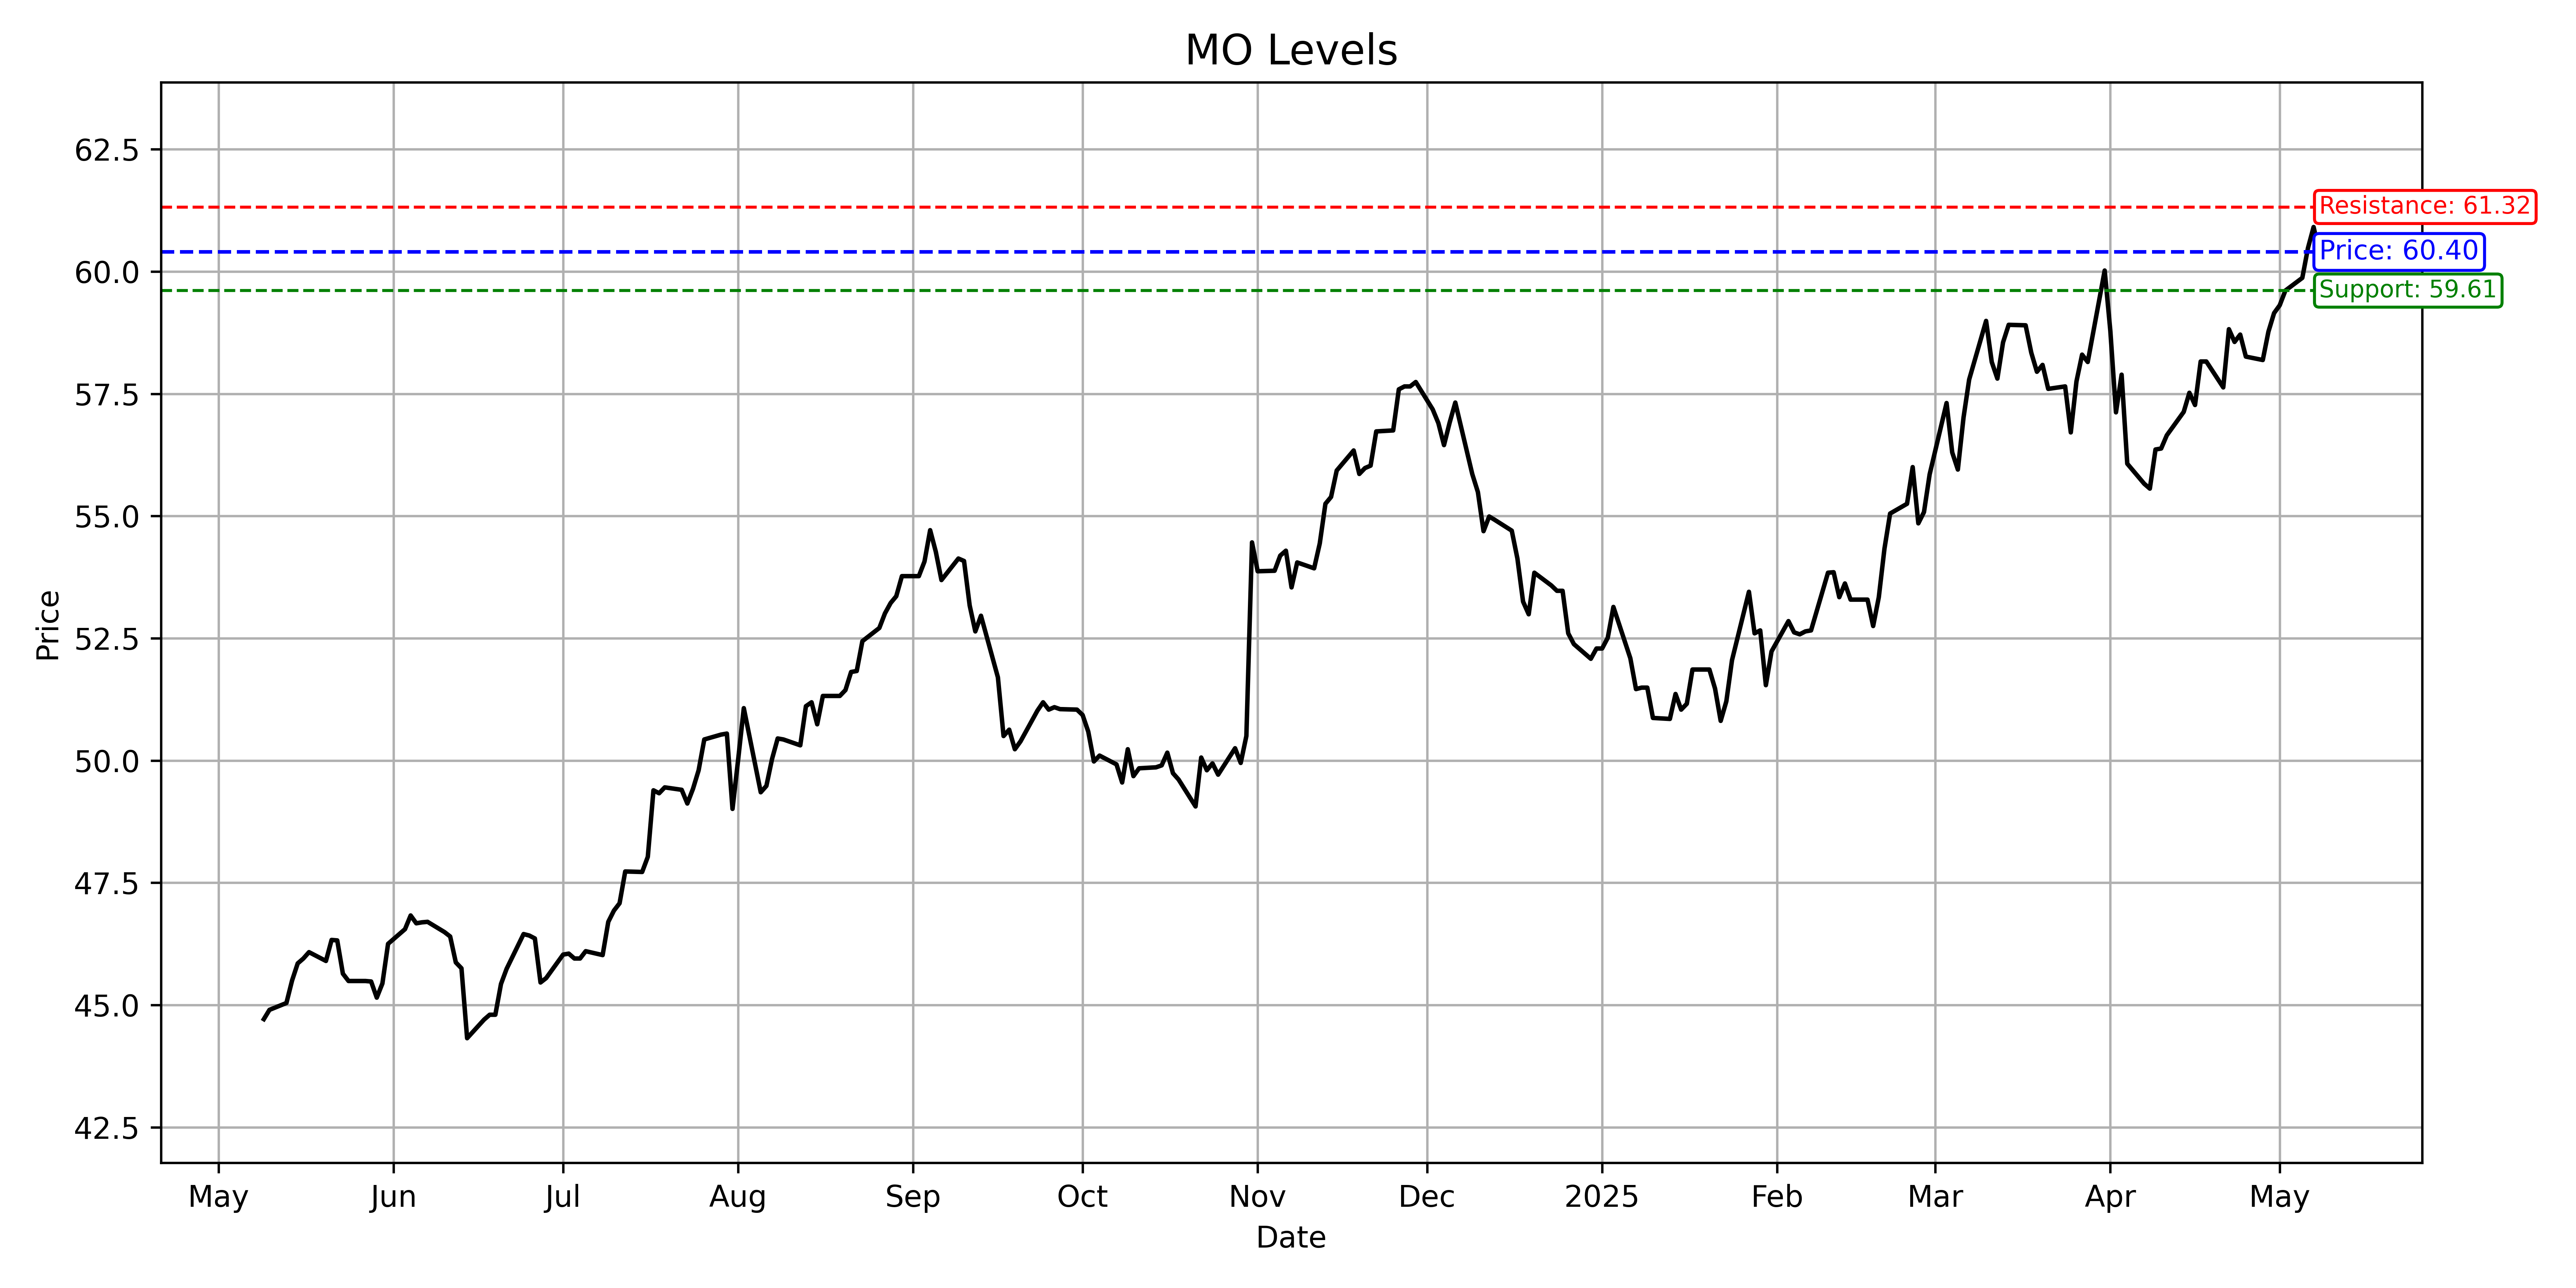 MO Levels
62.5
60.0
57.5
55.0
52.5
50.0
47.5
45.0
42.5
Price
Resistance: 61.32
Price: 60.40
Support: 59.61
May Jun Jul Aug Sep Oct Nov Dec 2025 Feb Mar Apr May
Date